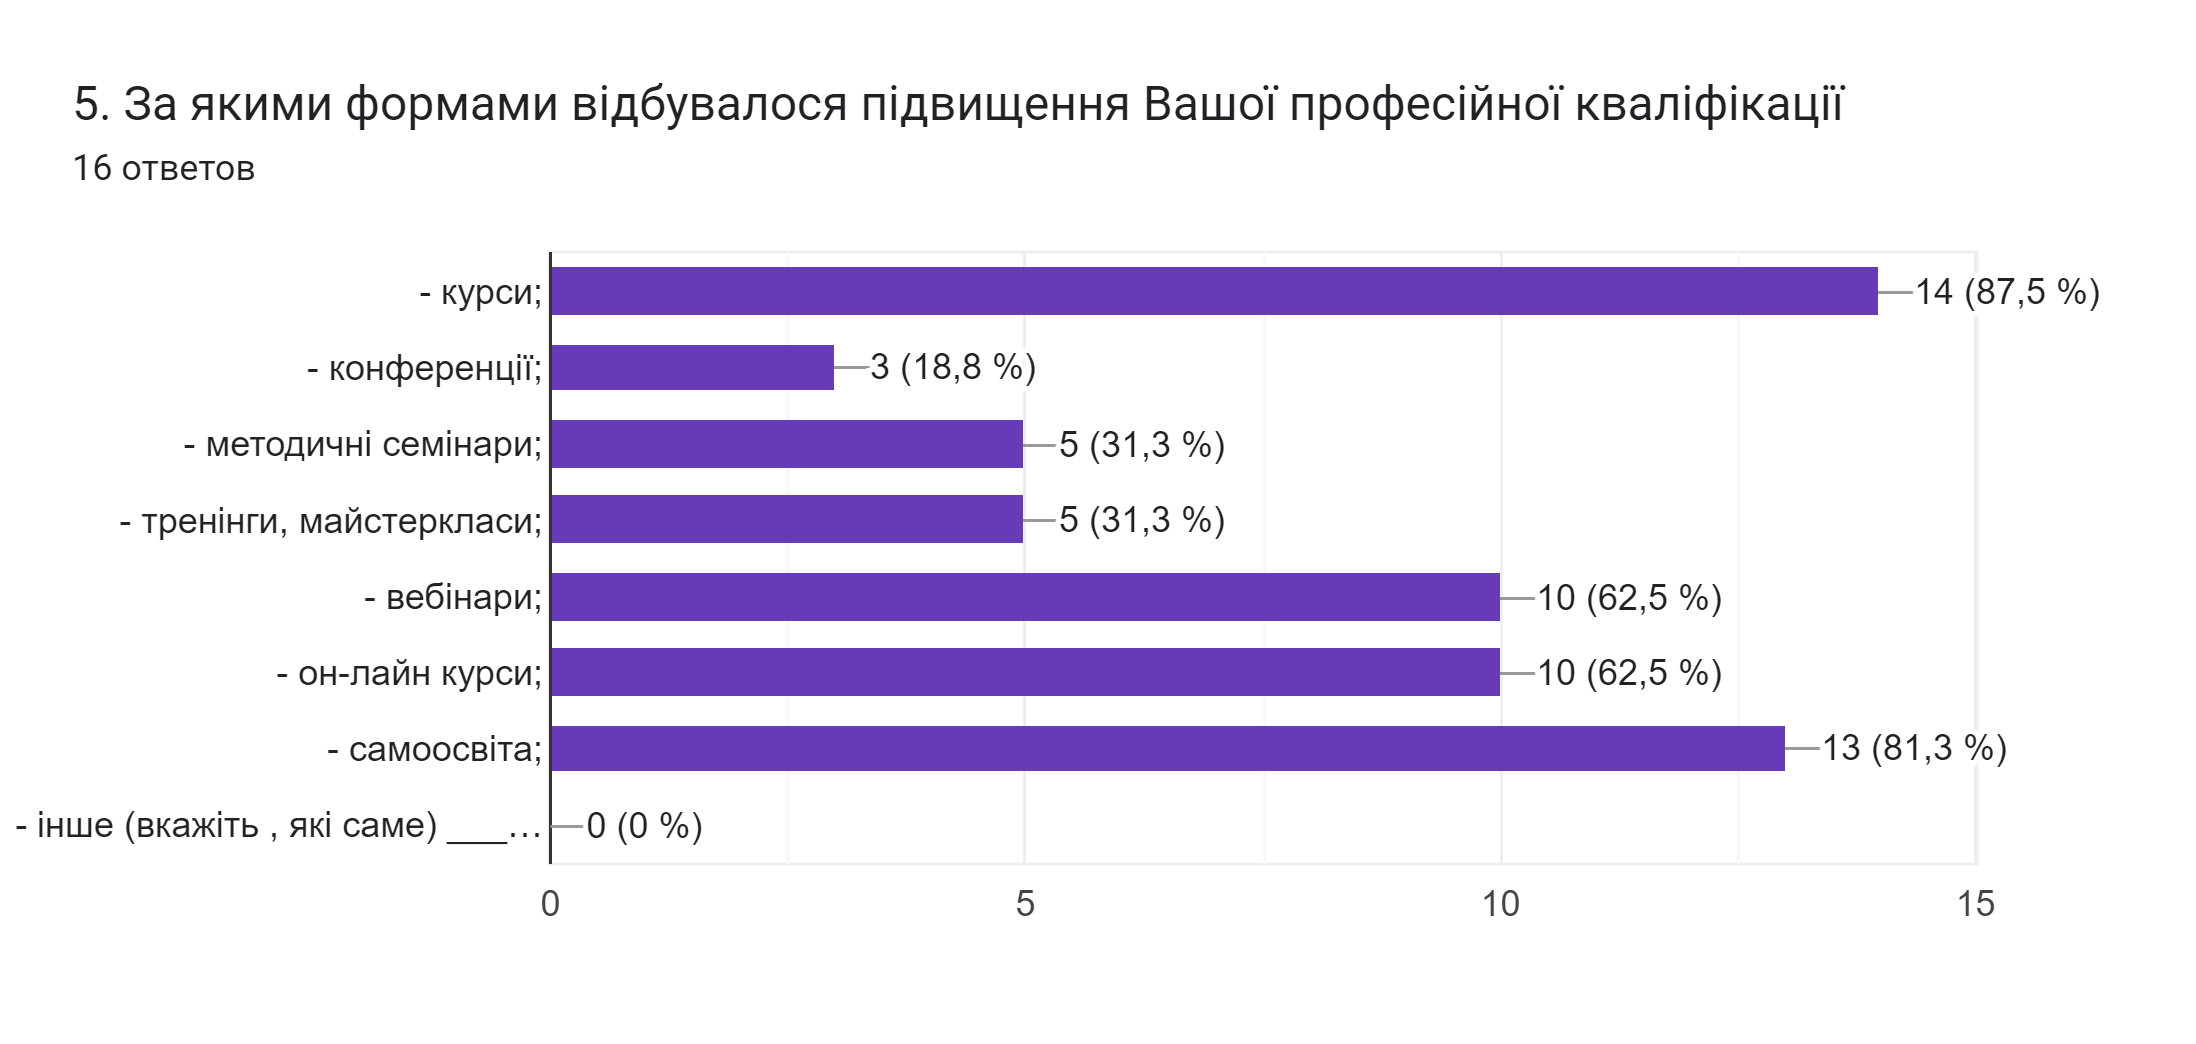 5. За якими формами відбувалося підвищення Вашої професійної кваліфікації
16 ответов
- курси; 14 (87,5 %)
- конференції; 3 (18,8 %)
- методичні семінари; 5 (31,3 %)
- тренінги, майстеркласи; 5 (31,3 %)
- вебінари; 10 (62,5 %)
- он-лайн курси; 10 (62,5 %)
- самоосвіта; 13 (81,3 %)
- інше (вкажіть , які саме) ___… 0 (0 %)
0 5 10 15